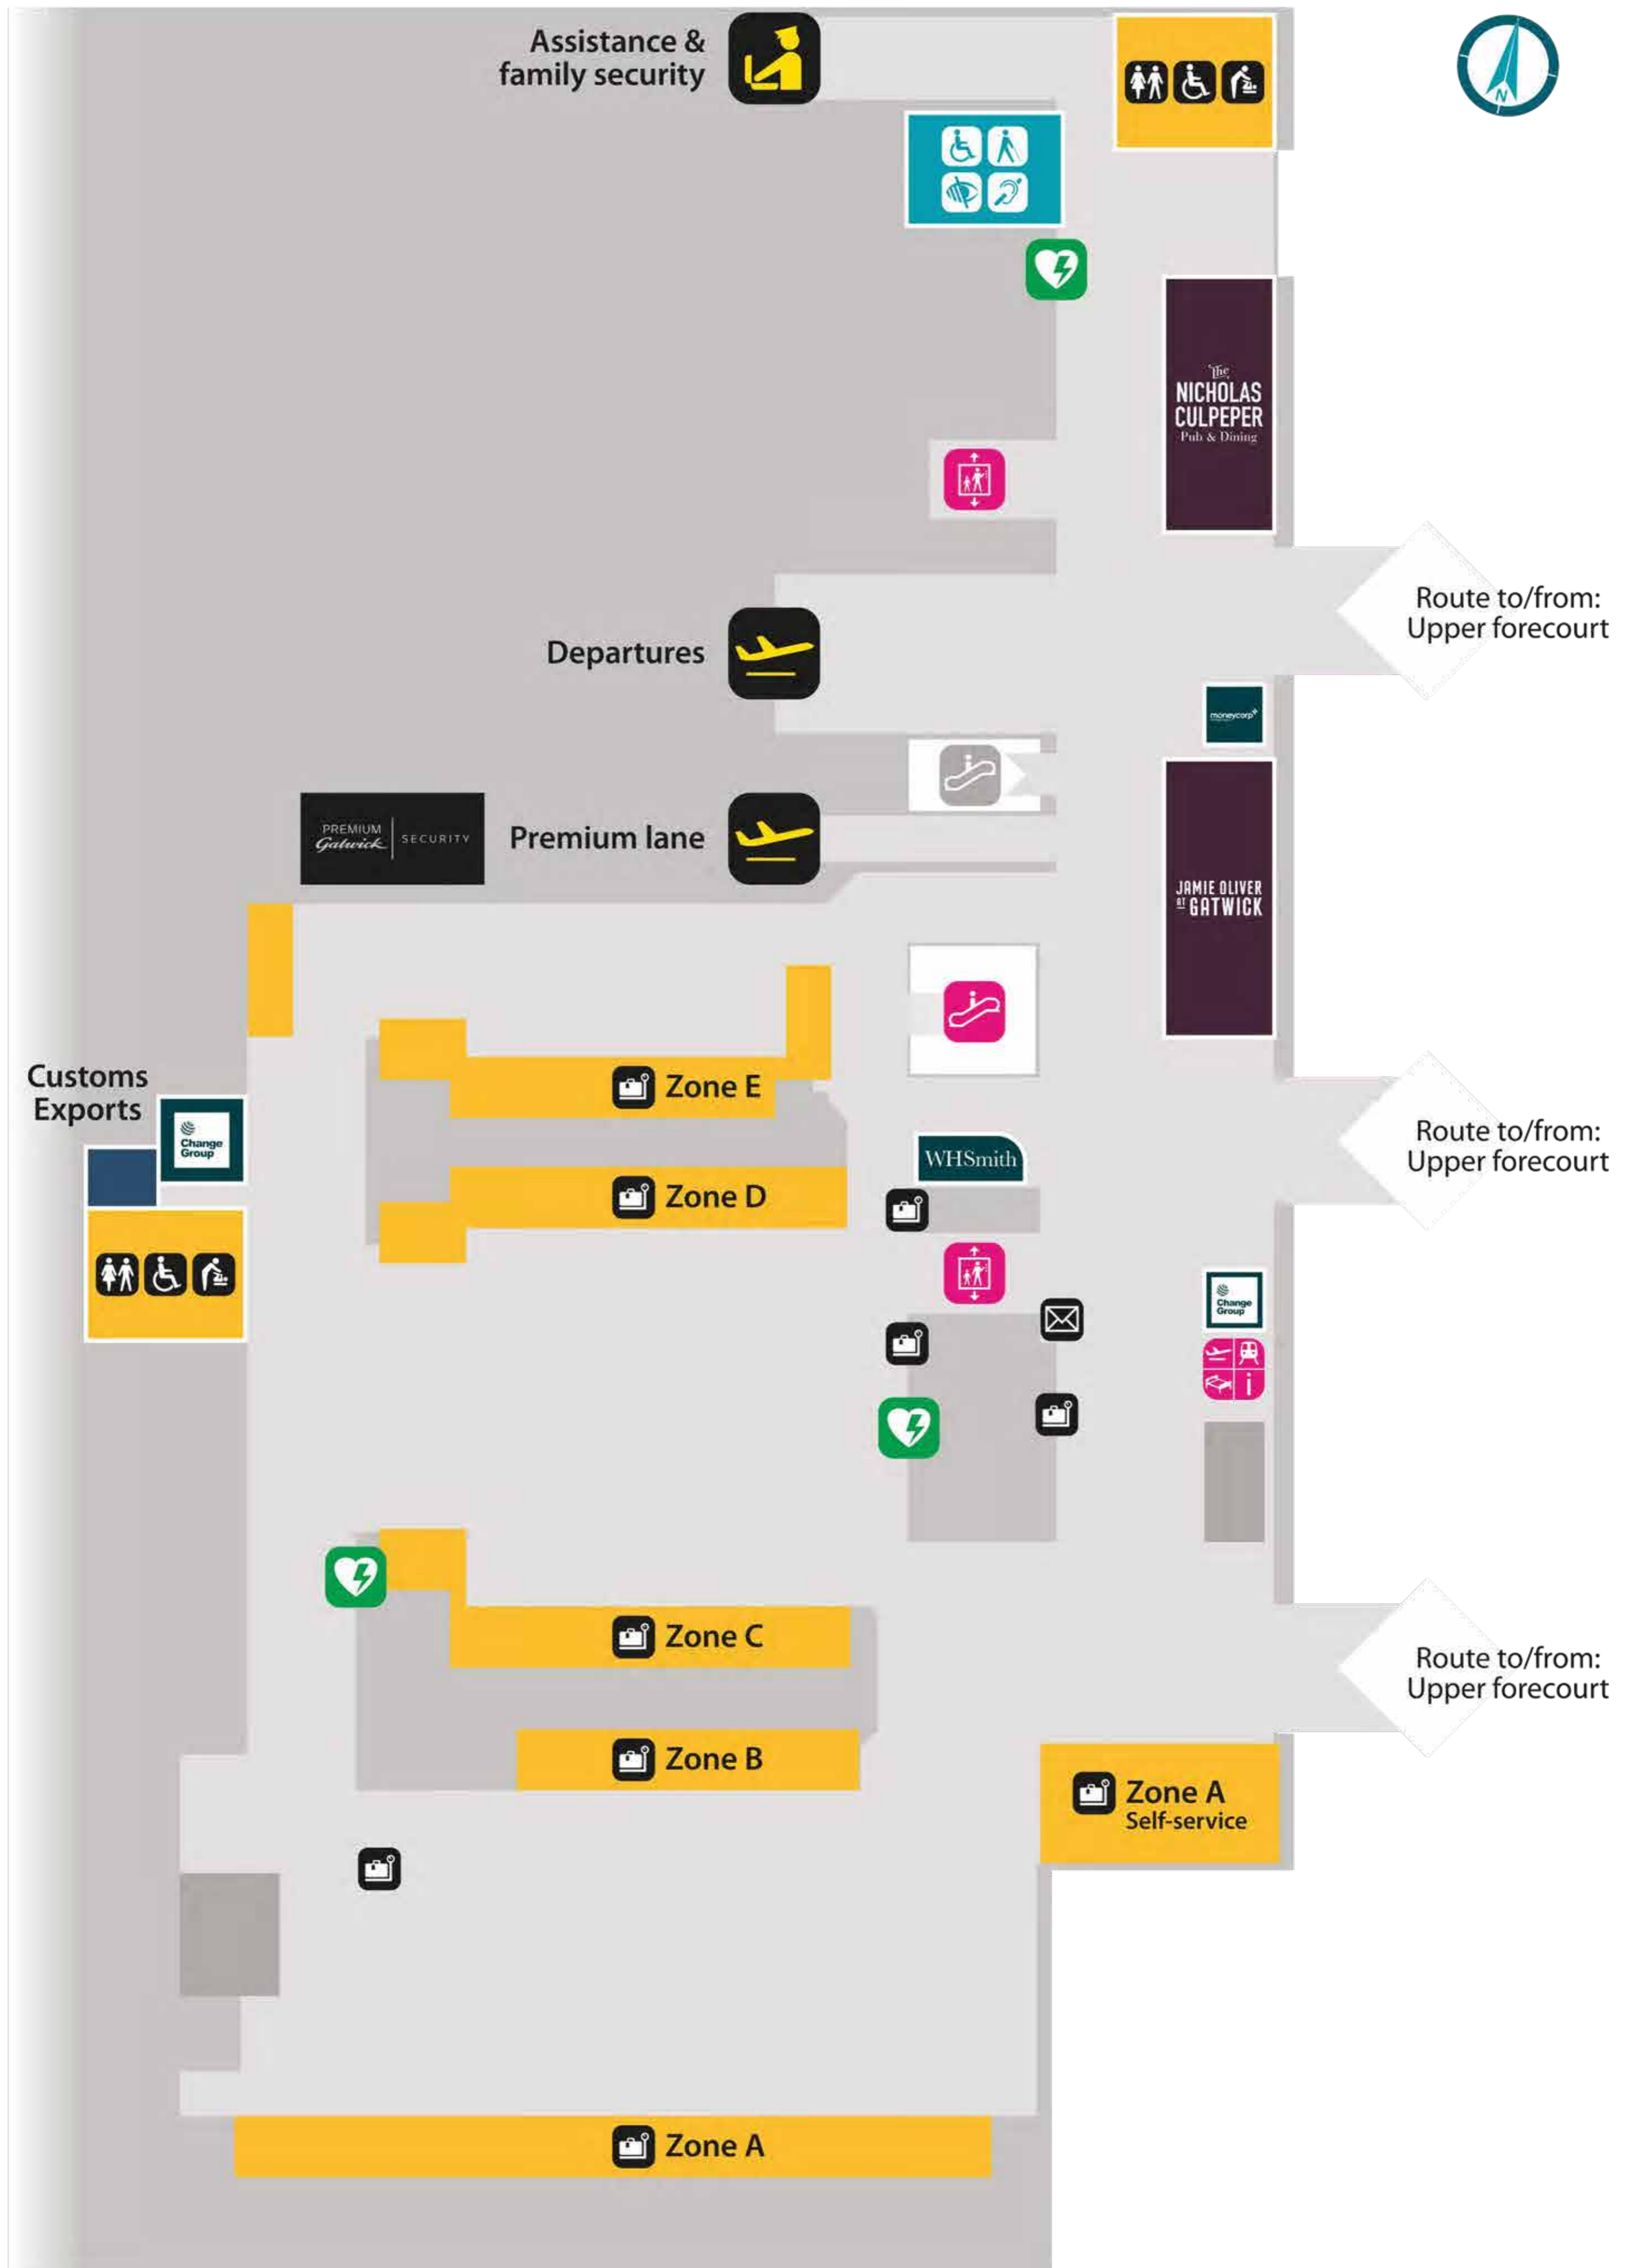 Assistance &
family security
N
The
NICHOLAS
CULPEPER
Pub & Dining
Route to/from:
Upper forecourt
Departures
moneycorp
PREMIUM
Gatwick
SECURITY
Premium lane
JAMIE OLIVER
AT GATWICK
Customs
Exports
Change
Group
Zone E
WHSmith
Route to/from:
Upper forecourt
Zone D
Change
Group
i
Zone C
Route to/from:
Upper forecourt
Zone B
Zone A
Self-service
Zone A